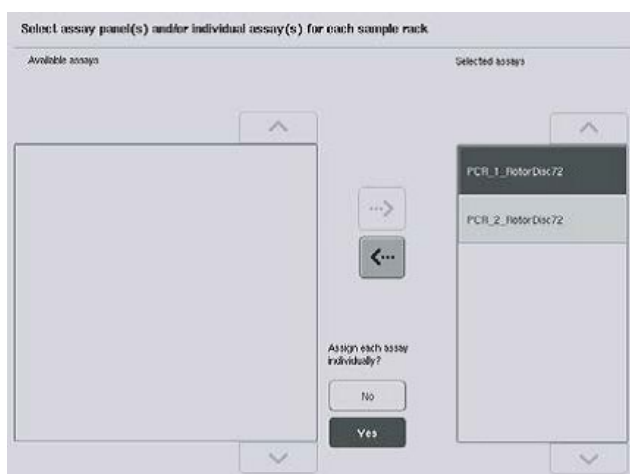 Select assay panel(s) and/or individual assay(s) for each sample rack
Available assays
Selected assays
PCR_1_RotorDisc72
PCR_2_RotorDisc72
Assign each assay
individually?
No
Yes